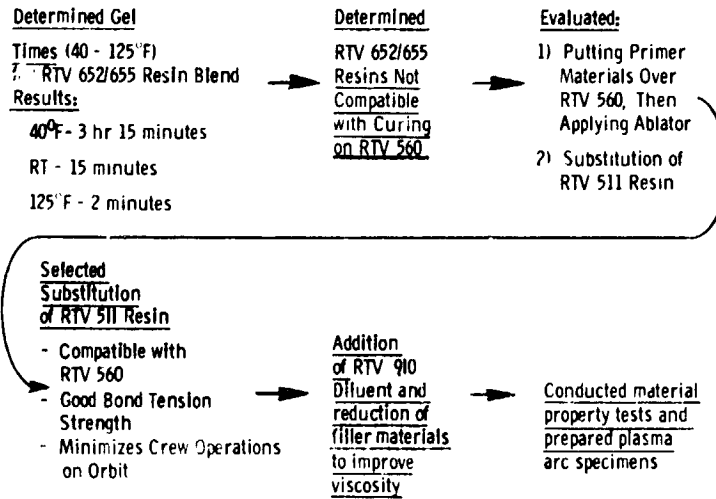 Determined Gel
Times (40 - 125°F)
RTV 652/655 Resin Blend
Results:
40°F - 3 hr 15 minutes
RT - 15 minutes
125°F - 2 minutes
Determined
RTV 652/655
Resins Not
Compatible
with Curing
on RTV 560
Evaluated:
1) Putting Primer
Materials Over
RTV 560, Then
Applying Ablator
2) Substitution of
RTV 511 Resin
Selected
Substitution
of RTV 511 Resin
- Compatible with
RTV 560
- Good Bond Tension
Strength
- Minimizes Crew Operations
on Orbit
Addition
of RTV 910
Diluent and
reduction of
filler materials
to improve
viscosity
Conducted material
property tests and
prepared plasma
arc specimens